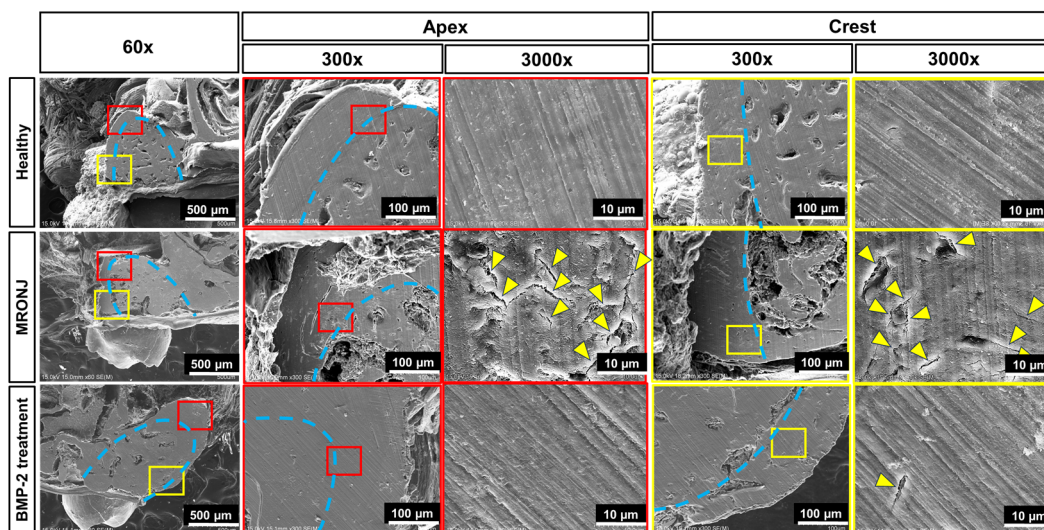 Apex
Crest
60x
300x
3000x
300x
3000x
Healthy
500 µm
100 µm
10 µm
100 µm
10 µm
MRONJ
500 µm
100 µm
10 µm
100 µm
10 µm
BMP-2 treatment
500 µm
100 µm
10 µm
100 µm
10 µm